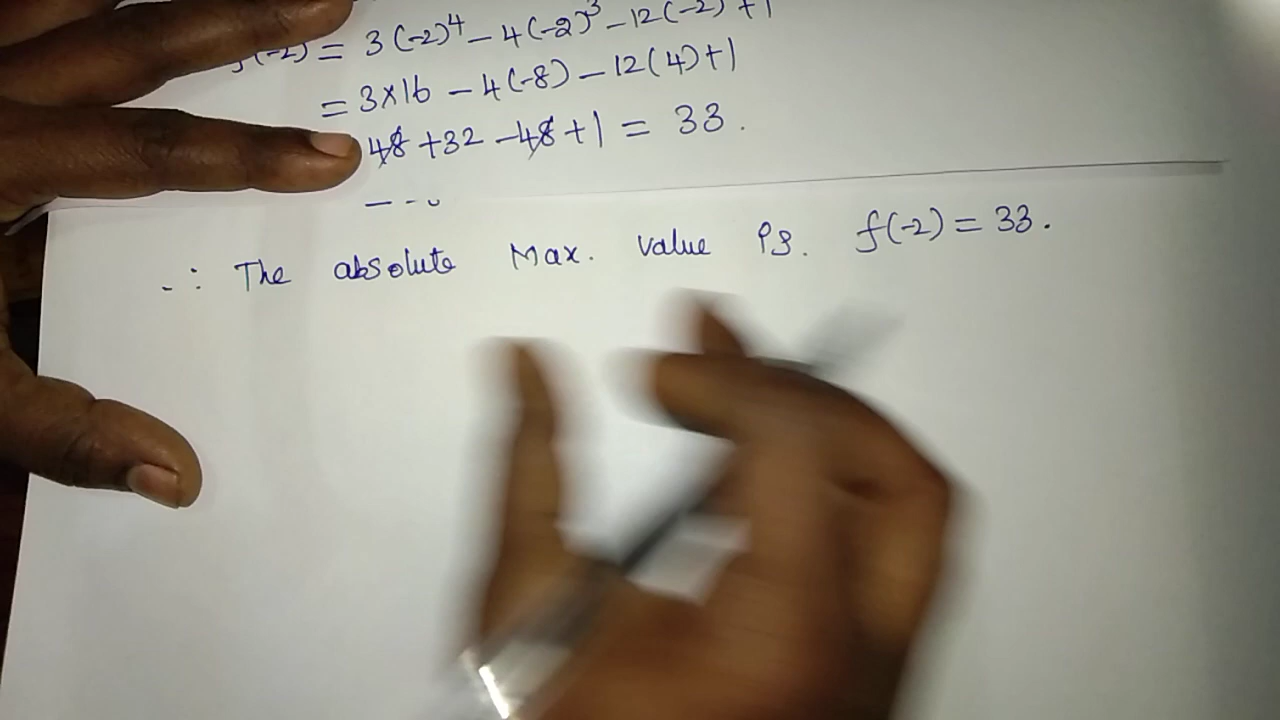 f(-2) = 3(-2)⁴ - 4(-2)³ - 12(-2) + 1
= 3×16 - 4(-8) - 12(4)+1
48 + 32 - 48 + 1 = 33.
∴ The absolute Max. value is. f(-2) = 33.